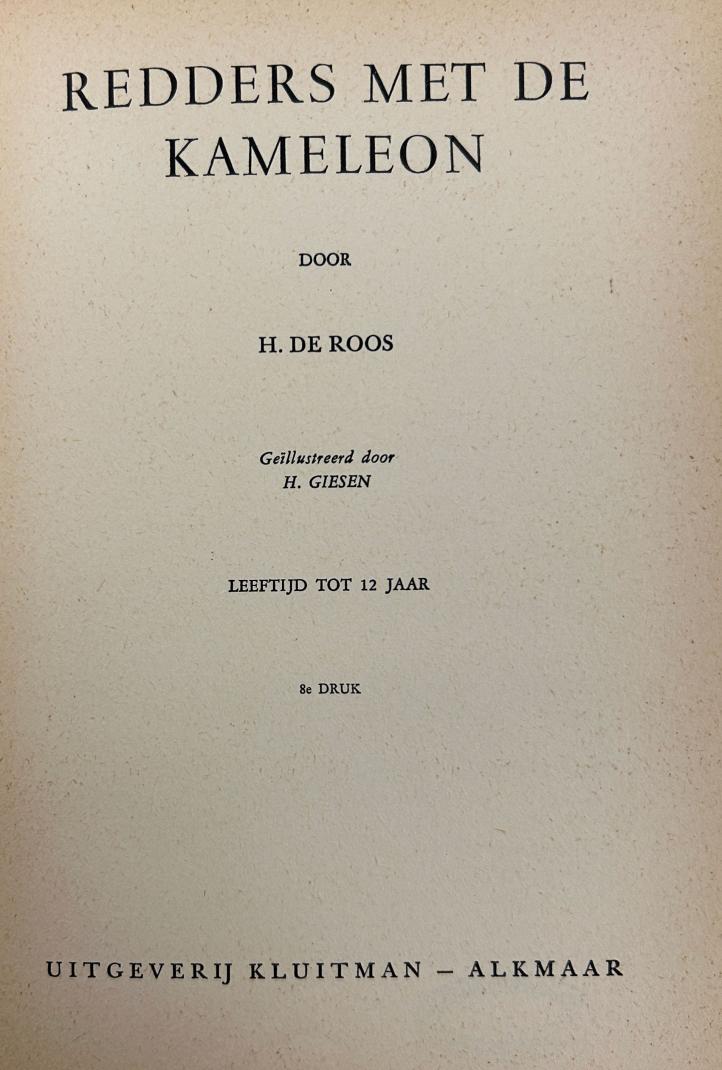 REDDERS MET DE
KAMELEON
DOOR
H. DE ROOS
Geïllustreerd door
H. GIESEN
LEEFTIJD TOT 12 JAAR
8e DRUK
UITGEVERIJ KLUITMAN – ALKMAAR